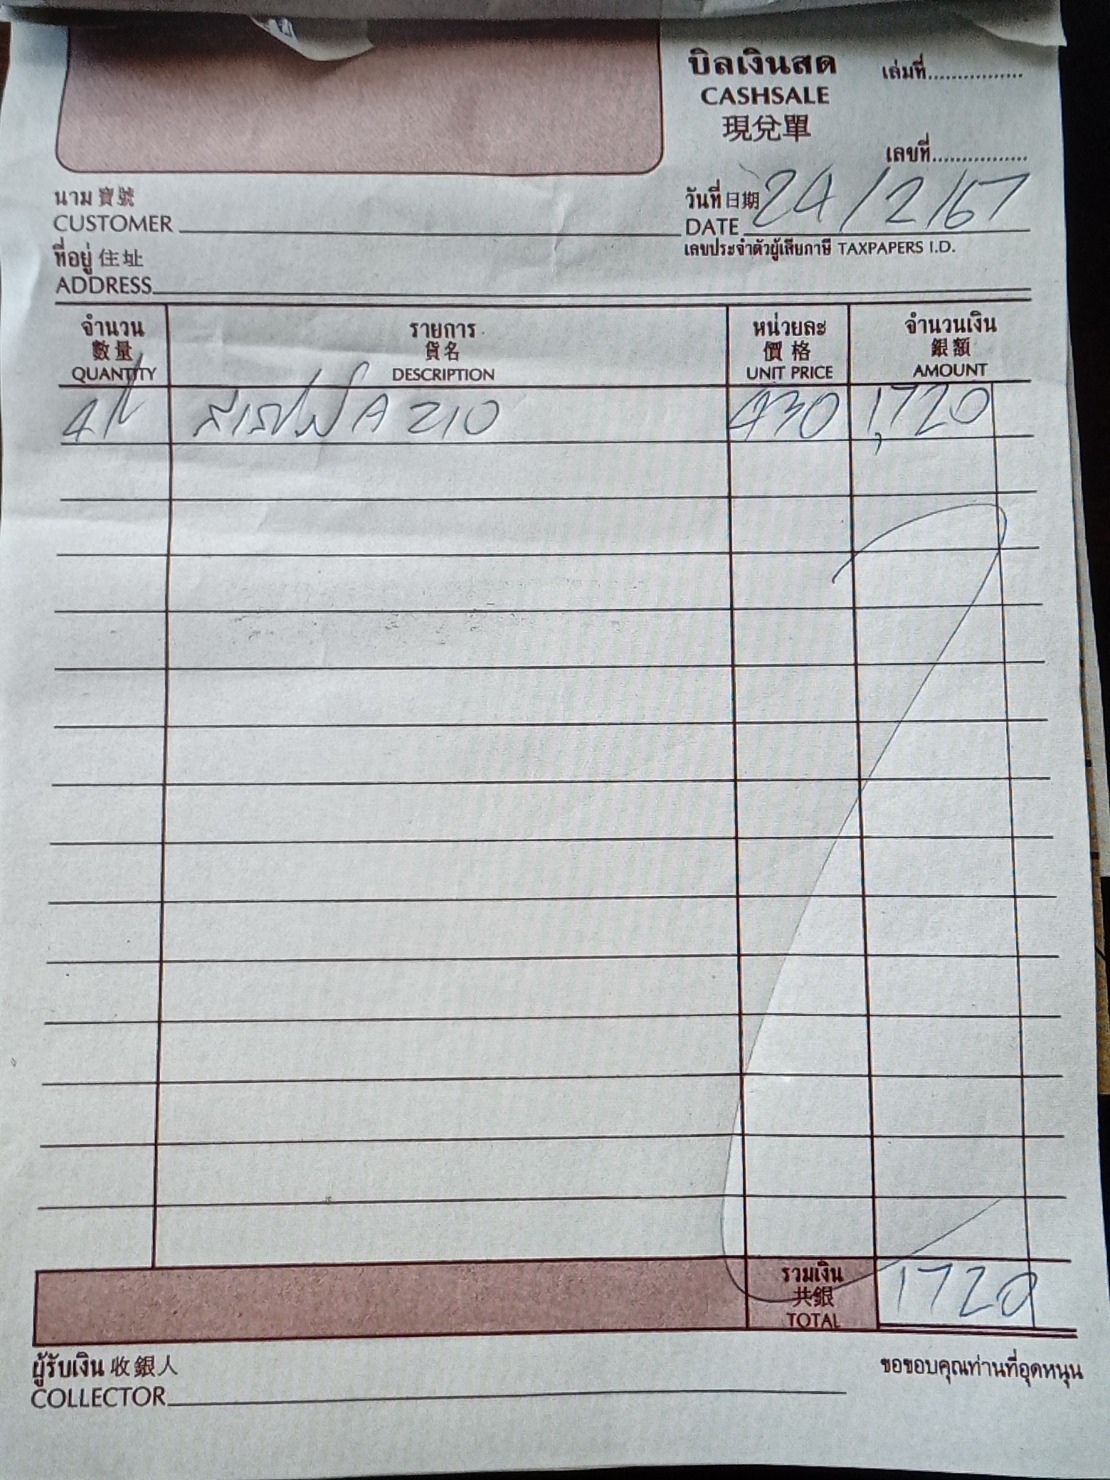 บิลเงินสด
CASHSALE
現兌單
เล่มที่................
เลขที่................
นาม 寶號
CUSTOMER
วันที่ 日期
DATE 24/2/67
ที่อยู่ 住址
ADDRESS
เลขประจำตัวผู้เสียภาษี TAXPAPERS I.D.
จำนวน รายการ หน่วยละ จำนวนเงิน
數量 貨名 價格 銀額
QUANTITY DESCRIPTION UNIT PRICE AMOUNT
4 A 210 430 1,720
รวมเงิน
共銀
TOTAL 1720
ผู้รับเงิน 收銀人
COLLECTOR
ขอขอบคุณท่านที่อุดหนุน